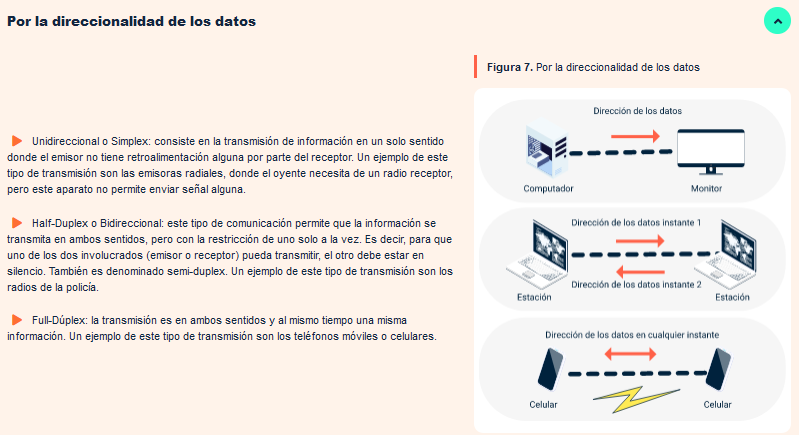 Por la direccionalidad de los datos
Unidireccional o Simplex: consiste en la transmisión de información en un solo sentido
donde el emisor no tiene retroalimentación alguna por parte del receptor. Un ejemplo de este
tipo de transmisión son las emisoras radiales, donde el oyente necesita de un radio receptor,
pero este aparato no permite enviar señal alguna.
Half-Duplex o Bidireccional: este tipo de comunicación permite que la información se
transmita en ambos sentidos, pero con la restricción de uno solo a la vez. Es decir, para que
uno de los dos involucrados (emisor o receptor) pueda transmitir, el otro debe estar en
silencio. También es denominado semi-duplex. Un ejemplo de este tipo de transmisión son los
radios de la policía.
Full-Dúplex: la transmisión es en ambos sentidos y al mismo tiempo una misma
información. Un ejemplo de este tipo de transmisión son los teléfonos móviles o celulares.
Figura 7. Por la direccionalidad de los datos
Dirección de los datos
Computador
Monitor
Dirección de los datos instante 1
Dirección de los datos instante 2
Estación
Estación
Dirección de los datos en cualquier instante
Celular
Celular